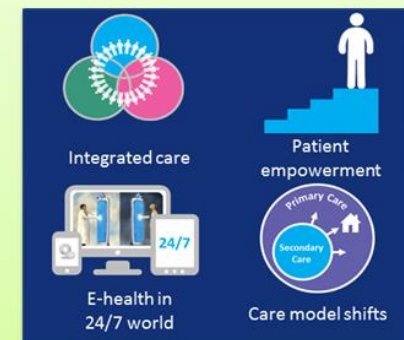 Integrated care
Patient
empowerment
24/7
E-health in
24/7 world
Primary Care
Secondary
Care
Care model shifts